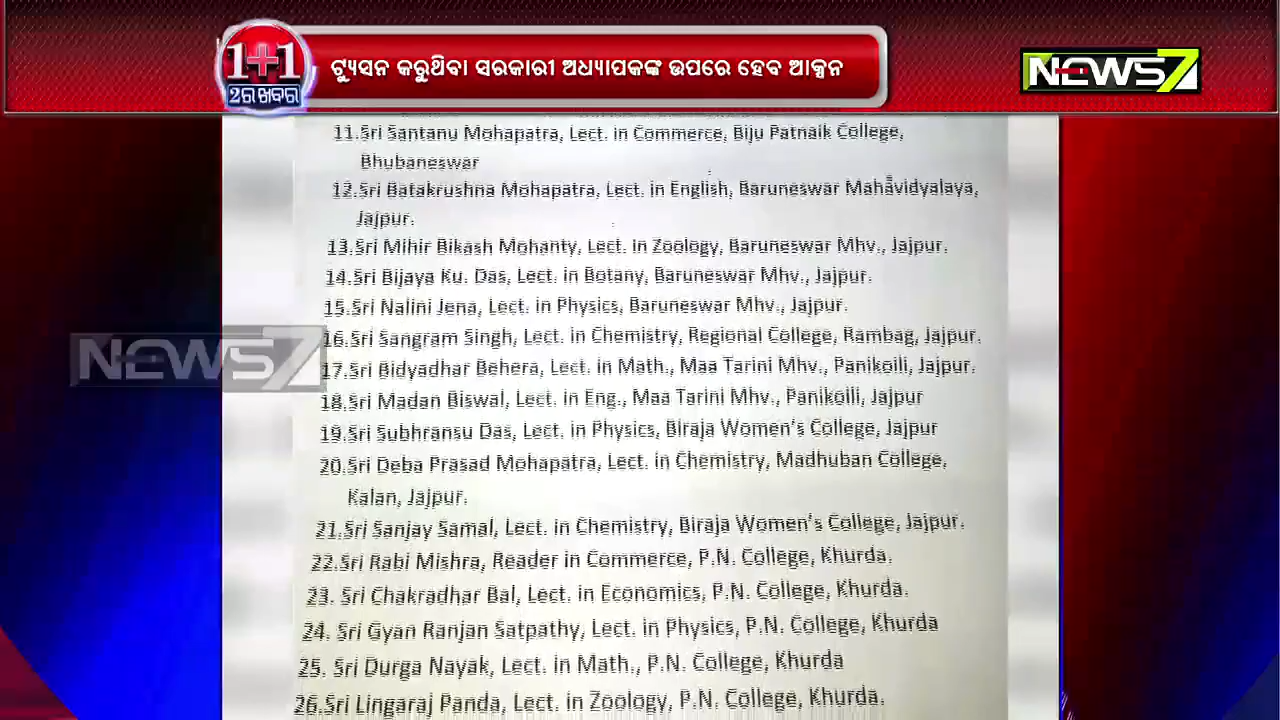 1+1
2ର ଖବର
ଟ୍ୟୁସନ କରୁଥିବା ସରକାରୀ ଅଧ୍ୟାପକଙ୍କ ଉପରେ ହେବ ଆକ୍ସନ
NEWS7
11.Sri Santanu Mohapatra, Lect. in Commerce, Biju Patnaik College,
Bhubaneswar
12.Sri Batakrushna Mohapatra, Lect. in English, Baruneswar Mahavidyalaya,
Jajpur.
13.Sri Mihir Bikash Mohanty, Lect. in Zoology, Baruneswar Mhv., Jajpur.
14.Sri Bijaya Ku. Das, Lect. in Botany, Baruneswar Mhv., Jajpur.
15.Sri Nalini Jena, Lect. in Physics, Baruneswar Mhv., Jajpur.
16.Sri Sangram Singh, Lect. in Chemistry, Regional College, Rambag, Jajpur.
NEWS7
17.Sri Bidyadhar Behera, Lect. in Math., Maa Tarini Mhv., Panikoili, Jajpur.
18.Sri Madan Biswal, Lect. in Eng., Maa Tarini Mhv., Panikoili, Jajpur
19.Sri Subhransu Das, Lect. in Physics, Biraja Women's College, Jajpur
20.Sri Deba Prasad Mohapatra, Lect. in Chemistry, Madhuban College,
Kalan, Jajpur.
21.Sri Sanjay Samal, Lect. in Chemistry, Biraja Women's College, Jajpur.
22.Sri Rabi Mishra, Reader in Commerce, P.N. College, Khurda.
23. Sri Chakradhar Bal, Lect. in Economics, P.N. College, Khurda.
24. Sri Gyan Ranjan Satpathy, Lect. in Physics, P.N. College, Khurda
25. Sri Durga Nayak, Lect. in Math., P.N. College, Khurda
26.Sri Lingaraj Panda, Lect. in Zoology, P.N. College, Khurda.